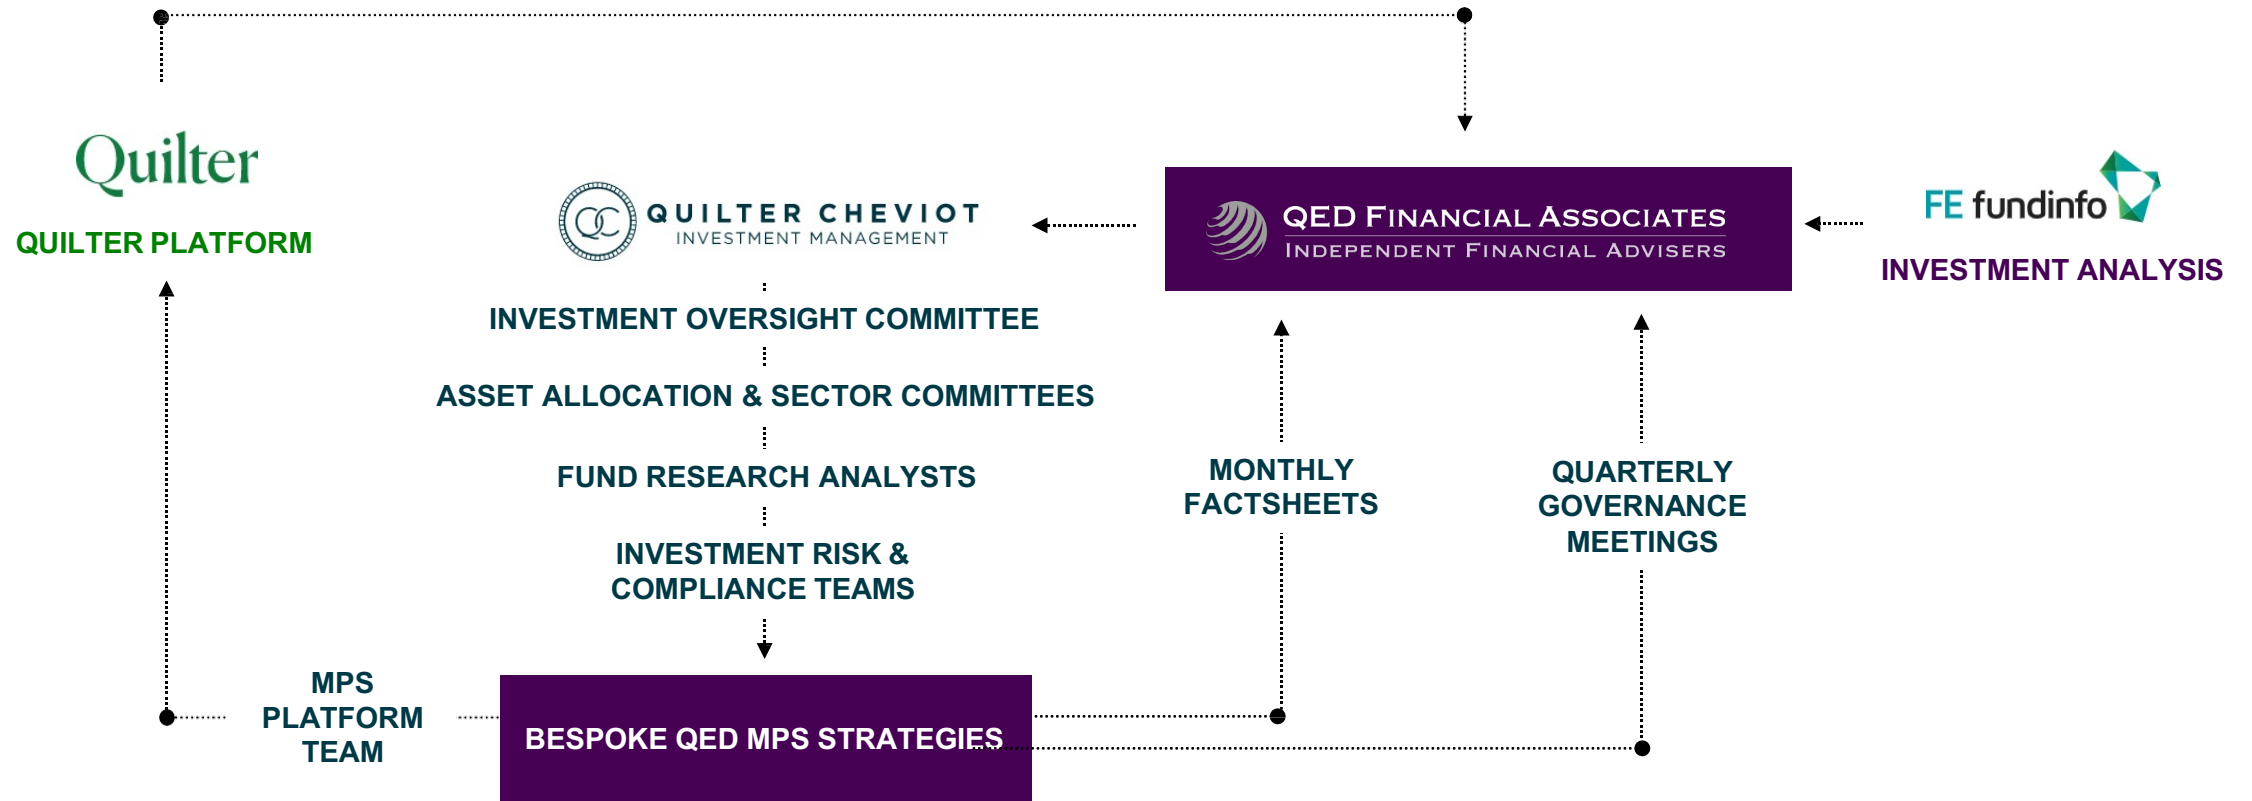 Quilter
QUILTER PLATFORM
QC
QUILTER CHEVIOT
INVESTMENT MANAGEMENT
QED FINANCIAL ASSOCIATES
INDEPENDENT FINANCIAL ADVISERS
FE fundinfo
INVESTMENT ANALYSIS
INVESTMENT OVERSIGHT COMMITTEE
ASSET ALLOCATION & SECTOR COMMITTEES
FUND RESEARCH ANALYSTS
INVESTMENT RISK &
COMPLIANCE TEAMS
MONTHLY
FACTSHEETS
QUARTERLY
GOVERNANCE
MEETINGS
MPS
PLATFORM
TEAM
BESPOKE QED MPS STRATEGIES